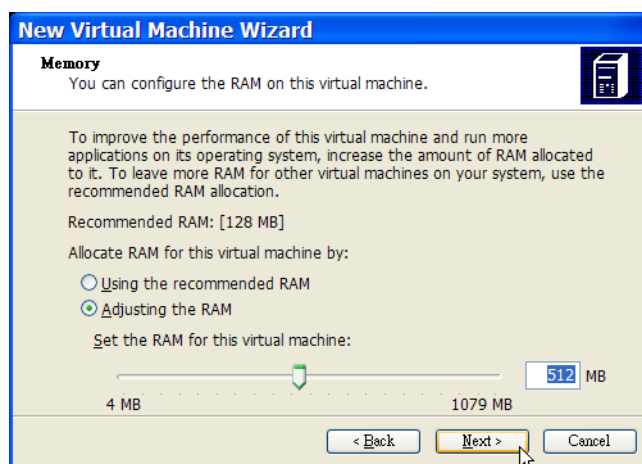 New Virtual Machine Wizard
Memory
You can configure the RAM on this virtual machine.
To improve the performance of this virtual machine and run more
applications on its operating system, increase the amount of RAM allocated
to it. To leave more RAM for other virtual machines on your system, use the
recommended RAM allocation.
Recommended RAM: [128 MB]
Allocate RAM for this virtual machine by:
Using the recommended RAM
Adjusting the RAM
Set the RAM for this virtual machine:
512 MB
4 MB 1079 MB
< Back Next > Cancel